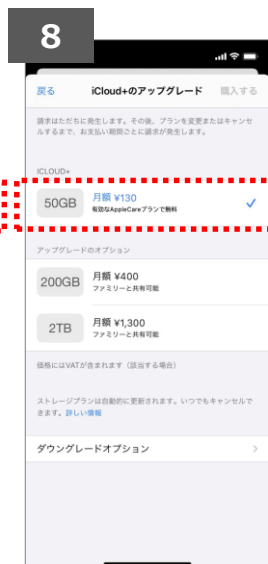 8
戻る iCloud+のアップグレード 購入する
請求はただちに発生します。その後、プランを変更またはキャンセ
ルするまで、お支払い期間ごとに請求が発生します。
ICLOUD+
50GB 月額 ¥130
有効なAppleCareプランで無料
アップグレードのオプション
200GB 月額 ¥400
ファミリーと共有可能
2TB 月額 ¥1,300
ファミリーと共有可能
価格にはVATが含まれます（該当する場合）
ストレージプランは自動的に更新されます。いつでもキャンセルで
きます。詳しい情報
ダウングレードオプション